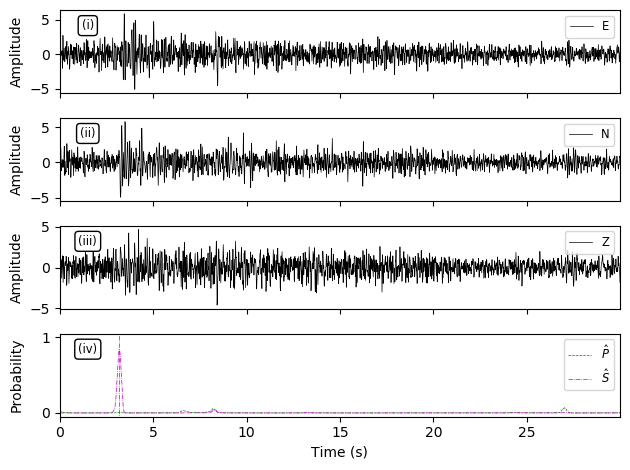 (i)
E
5
0
−5
Amplitude
(ii)
N
5
0
−5
Amplitude
(iii)
Z
5
0
−5
Amplitude
(iv)
P̂
Ŝ
1
0
Probability
0 5 10 15 20 25
Time (s)